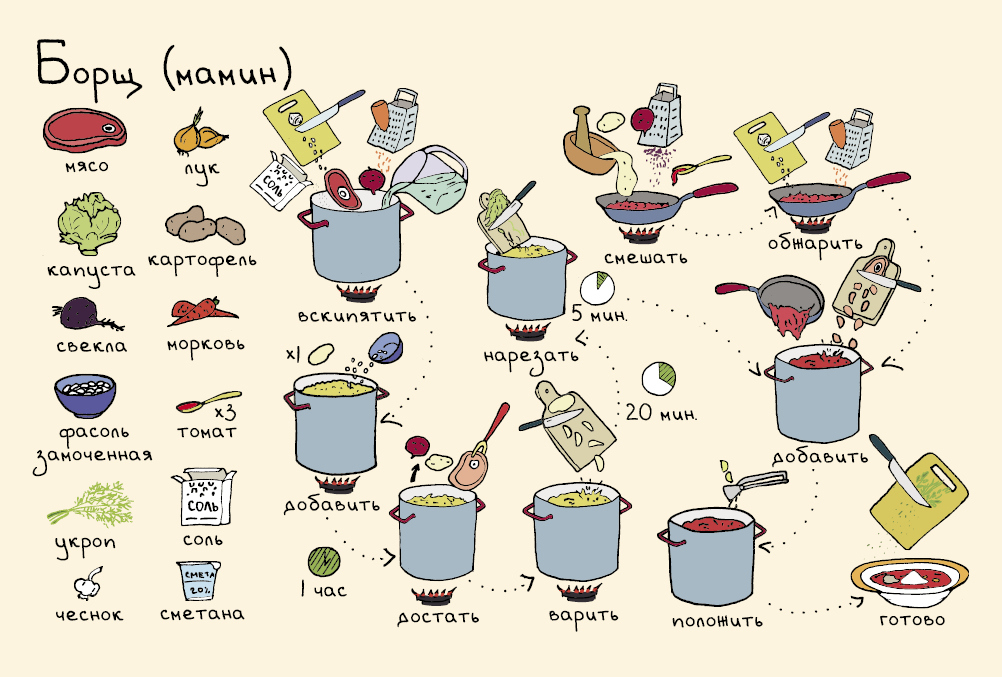 Борщ (мамин)
мясо
лук
капуста
картофель
свекла
морковь
фасоль
замоченная
x3
томат
укроп
соль
соль
чеснок
смета
20%
сметана
соль
вскипятить
x1
добавить
1 час
достать
варить
20 мин.
нарезать
5 мин.
смешать
обжарить
добавить
положить
готово